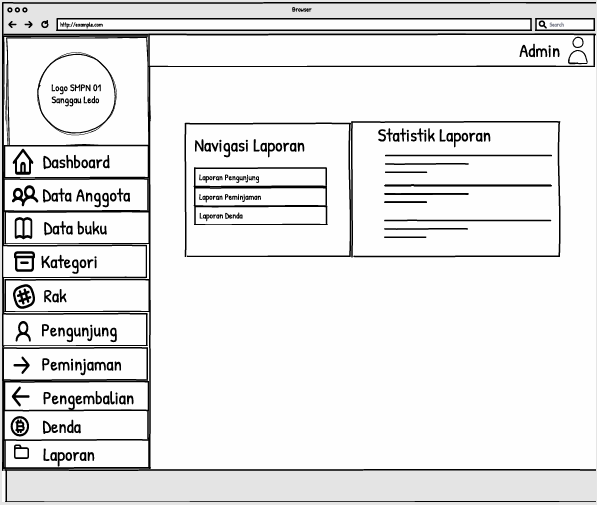 Browser
http://example.com
Search
Admin
Logo SMPN 01
Sanggau Ledo
Dashboard
Data Anggota
Data buku
Kategori
Rak
Pengunjung
Peminjaman
Pengembalian
Denda
Laporan
Navigasi Laporan
Laporan Pengunjung
Laporan Peminjaman
Laporan Denda
Statistik Laporan